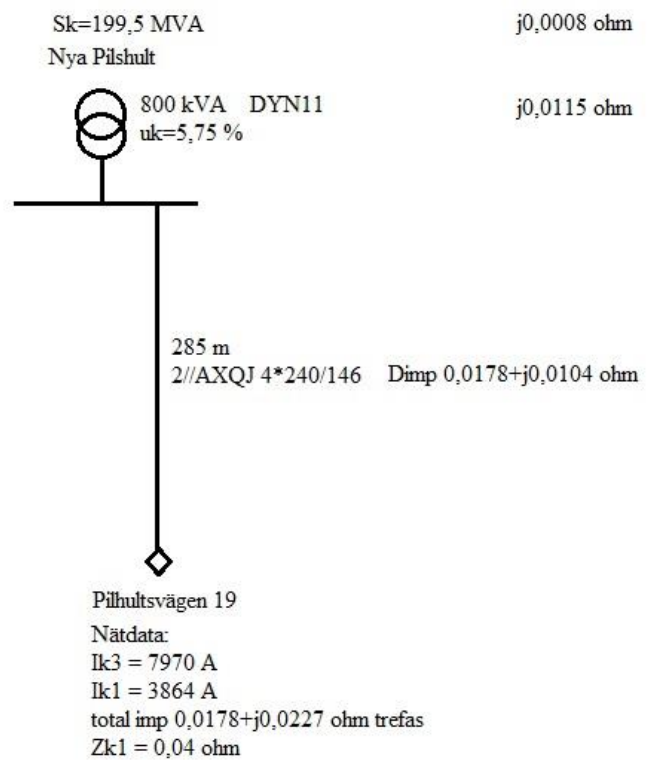 Sk=199,5 MVA j0,0008 ohm
Nya Pilshult
800 kVA DYN11 j0,0115 ohm
uk=5,75 %
285 m
2//AXQJ 4*240/146 Dimp 0,0178+j0,0104 ohm
Pilhultsvägen 19
Nätdata:
Ik3 = 7970 A
Ik1 = 3864 A
total imp 0,0178+j0,0227 ohm trefas
Zk1 = 0,04 ohm